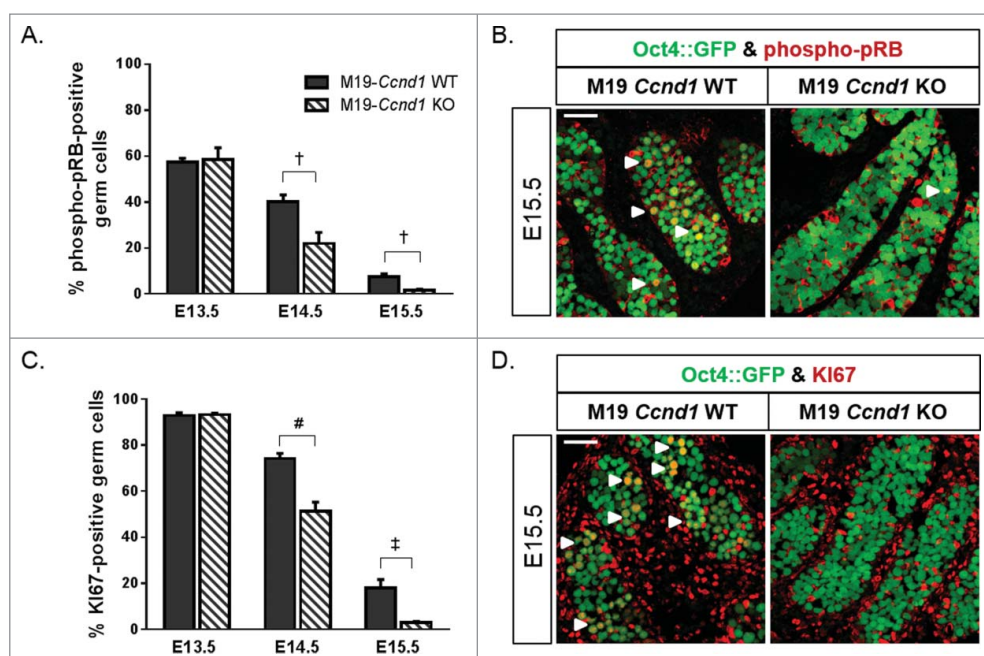 A.
% phospho-pRB-positive
germ cells
100
80
60
40
20
0
M19-Ccnd1 WT
M19-Ccnd1 KO
†
†
E13.5
E14.5
E15.5
B.
Oct4::GFP & phospho-pRB
M19 Ccnd1 WT
M19 Ccnd1 KO
E15.5
C.
% KI67-positive germ cells
100
80
60
40
20
0
#
‡
E13.5
E14.5
E15.5
D.
Oct4::GFP & KI67
M19 Ccnd1 WT
M19 Ccnd1 KO
E15.5